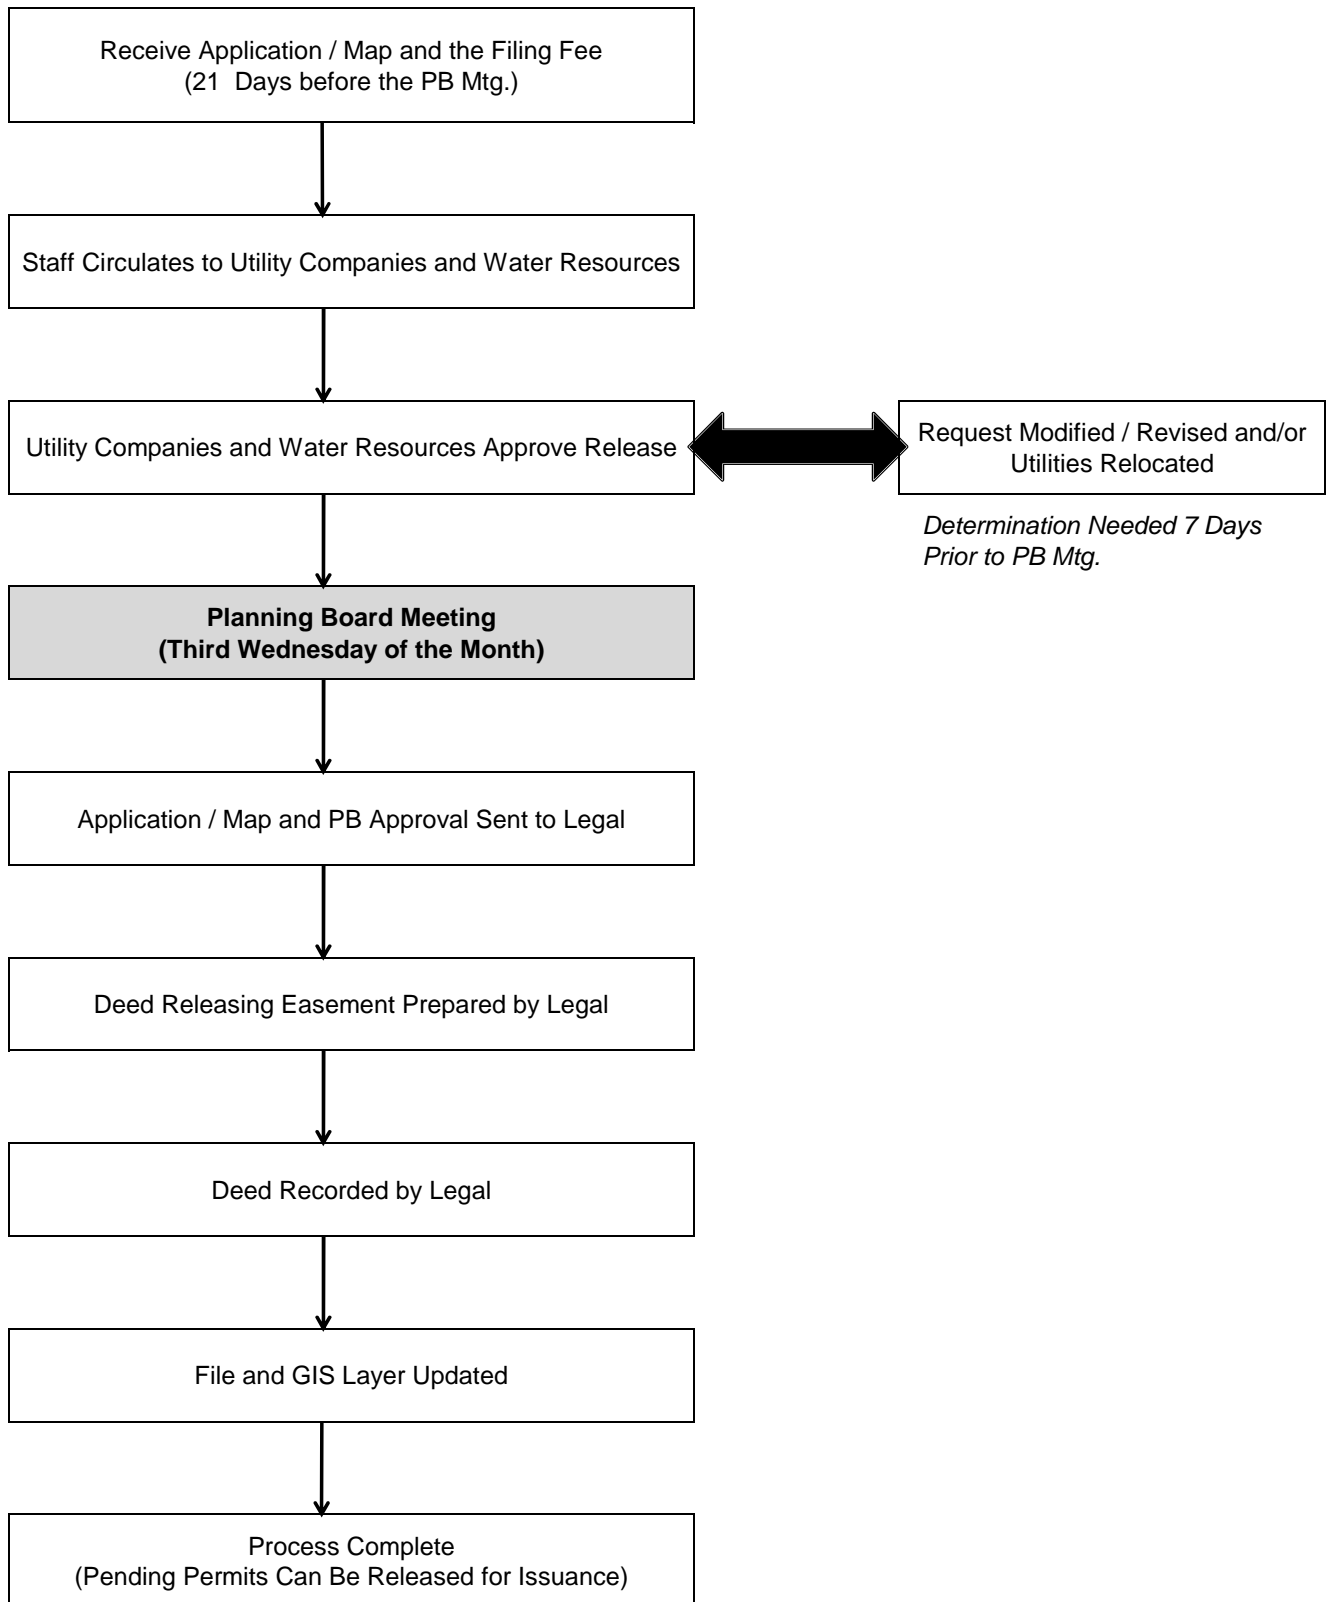 Receive Application / Map and the Filing Fee
(21 Days before the PB Mtg.)
Staff Circulates to Utility Companies and Water Resources
Utility Companies and Water Resources Approve Release
Request Modified / Revised and/or
Utilities Relocated
Determination Needed 7 Days
Prior to PB Mtg.
Planning Board Meeting
(Third Wednesday of the Month)
Application / Map and PB Approval Sent to Legal
Deed Releasing Easement Prepared by Legal
Deed Recorded by Legal
File and GIS Layer Updated
Process Complete
(Pending Permits Can Be Released for Issuance)